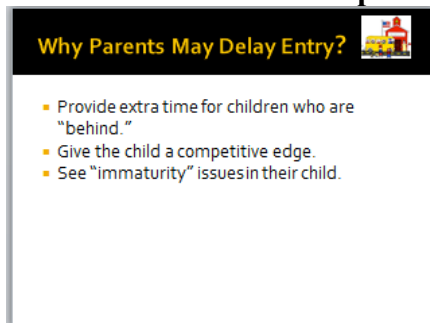 Why Parents May Delay Entry?
Provide extra time for children who are
"behind."
Give the child a competitive edge.
See "immaturity" issues in their child.